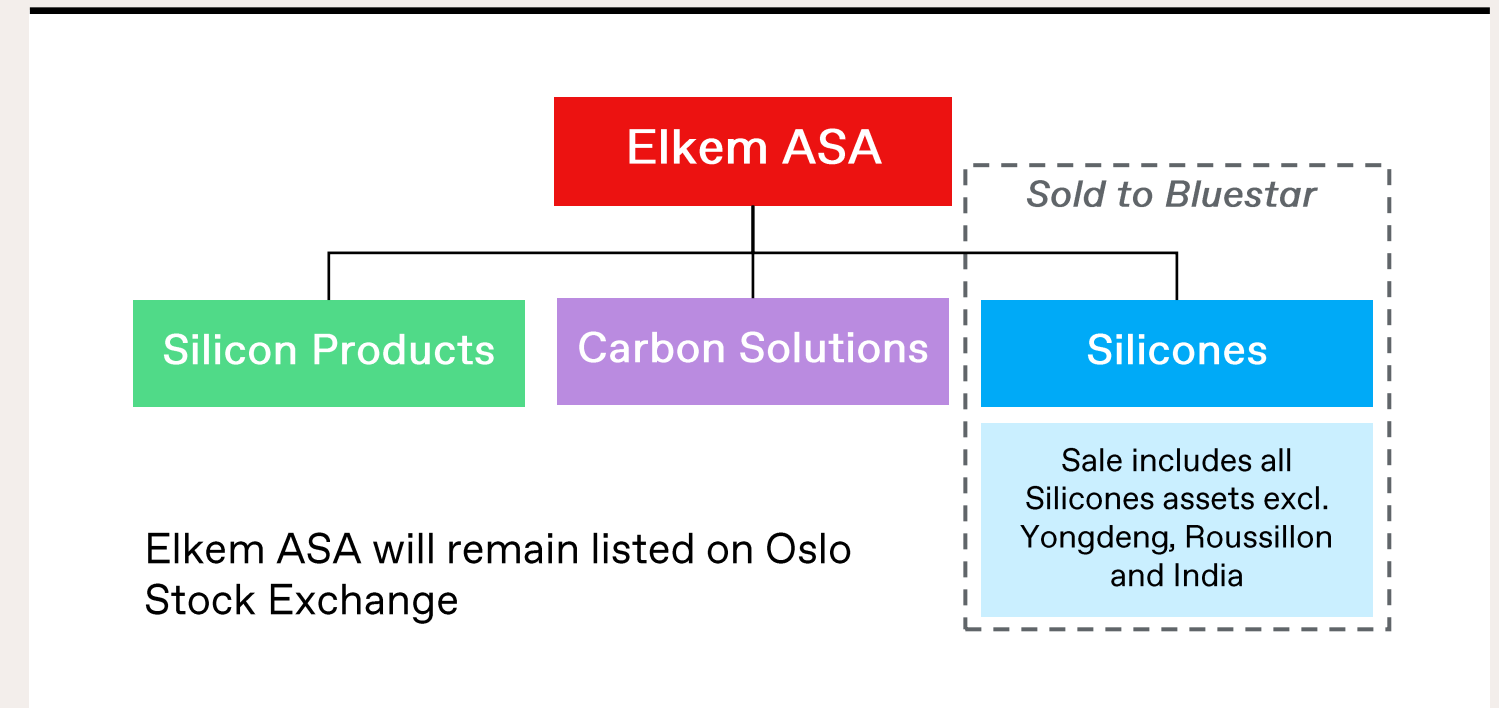 Elkem ASA
Sold to Bluestar
Silicon Products
Carbon Solutions
Silicones
Sale includes all
Silicones assets excl.
Yongdeng, Roussillon
and India
Elkem ASA will remain listed on Oslo
Stock Exchange